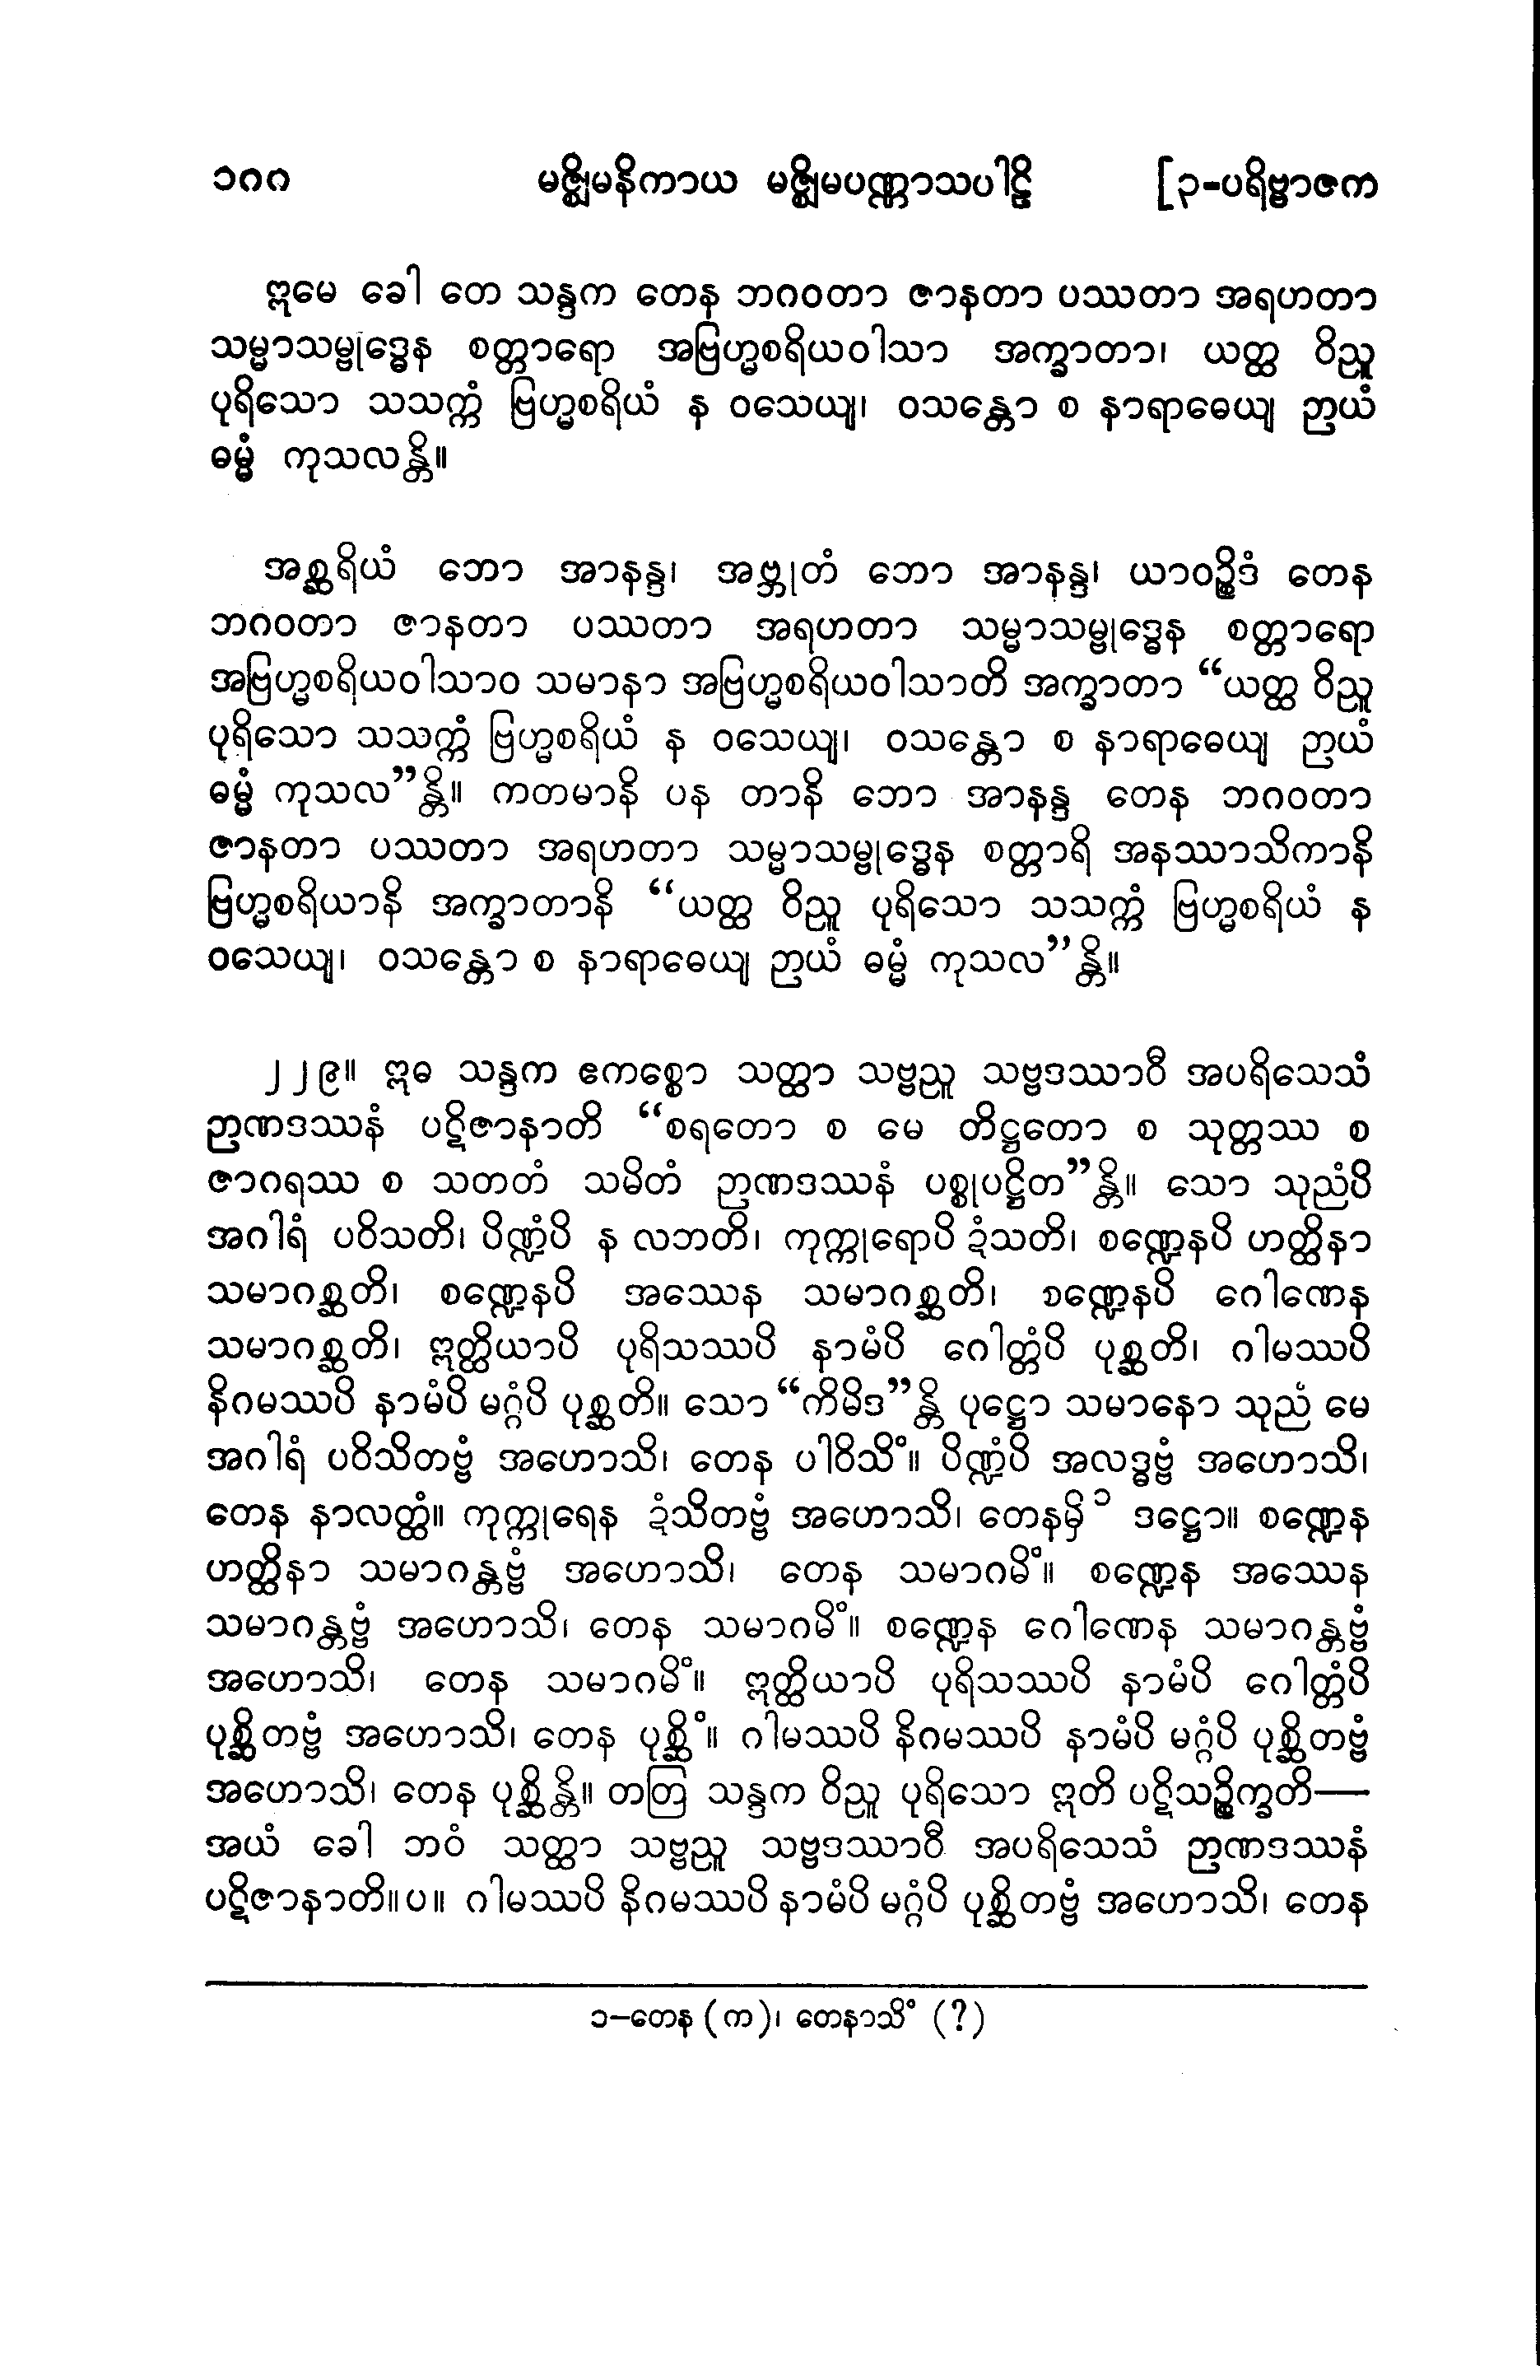 ၁ဂဂ မဇ္ဈိမနိကာယ မဇ္ဈိမပဏ္ဏာသပါဠိ [၃-ပရိဗ္ဗာဇက
ဣမေ ခေါ တေ သန္ဒက တေန ဘဂဝတာ ဇာနတာ ပဿတာ အရဟတာ
သမ္မာသမ္ဗုဒ္ဓေန စတ္တာရော အဗြဟ္မစရိယဝါသာ အက္ခာတာ၊ ယတ္ထ ဝိညူ
ပုရိသော သသက္ကံ ဗြဟ္မစရိယံ န ဝသေယျ၊ ဝသန္တော စ နာရာဓေယျ ဉာယံ
ဓမ္မံ ကုသလန္တိ။
အစ္ဆရိယံ ဘော အာနန္ဒ၊ အဗ္ဘုတံ ဘော အာနန္ဒ၊ ယာဝဉ္စိဒံ တေန
ဘဂဝတာ ဇာနတာ ပဿတာ အရဟတာ သမ္မာသမ္ဗုဒ္ဓေန စတ္တာရော
အဗြဟ္မစရိယဝါသာဝ သမာနာ အဗြဟ္မစရိယဝါသာတိ အက္ခာတာ “ယတ္ထ ဝိညူ
ပုရိသော သသက္ကံ ဗြဟ္မစရိယံ န ဝသေယျ၊ ဝသန္တော စ နာရာဓေယျ ဉာယံ
ဓမ္မံ ကုသလ”န္တိ။ ကတမာနိ ပန တာနိ ဘော အာနန္ဒ တေန ဘဂဝတာ
ဇာနတာ ပဿတာ အရဟတာ သမ္မာသမ္ဗုဒ္ဓေန စတ္တာရိ အနဿာသိကာနိ
ဗြဟ္မစရိယာနိ အက္ခာတာနိ “ယတ္ထ ဝိညူ ပုရိသော သသက္ကံ ဗြဟ္မစရိယံ န
ဝသေယျ၊ ဝသန္တော စ နာရာဓေယျ ဉာယံ ဓမ္မံ ကုသလ”န္တိ။
၂၂၉။ ဣဓ သန္ဒက ဧကစ္စော သတ္ထာ သဗ္ဗညူ သဗ္ဗဒဿာဝီ အပရိသေသံ
ဉာဏဒဿနံ ပဋိဇာနာတိ “စရတော စ မေ တိဋ္ဌတော စ သုတ္တဿ စ
ဇာဂရဿ စ သတတံ သမိတံ ဉာဏဒဿနံ ပစ္စုပဋ္ဌိတ”န္တိ။ သော သုညံပိ
အဂါရံ ပဝိသတိ၊ ပိဏ္ဍံပိ န လဘတိ၊ ကုက္ကုရောပိ ဍံသတိ၊ စဏ္ဍေနပိ ဟတ္ထိနာ
သမာဂစ္ဆတိ၊ စဏ္ဍေနပိ အဿေန သမာဂစ္ဆတိ၊ စဏ္ဍေနပိ ဂေါဏေန
သမာဂစ္ဆတိ၊ ဣတ္ထိယာပိ ပုရိသဿပိ နာမံပိ ဂေါတ္တံပိ ပုစ္ဆတိ၊ ဂါမဿပိ
နိဂမဿပိ နာမံပိ မဂ္ဂံပိ ပုစ္ဆတိ။ သော “ကိမိဒ”န္တိ ပုဋ္ဌော သမာနော သုညံ မေ
အဂါရံ ပဝိသိတဗ္ဗံ အဟောသိ၊ တေန ပါဝိသိံ။ ပိဏ္ဍံပိ အလဒ္ဓဗ္ဗံ အဟောသိ၊
တေန နာလတ္ထံ။ ကုက္ကုရေန ဍံသိတဗ္ဗံ အဟောသိ၊ တေနမှိ ၁ ဒဋ္ဌော။ စဏ္ဍေန
ဟတ္ထိနာ သမာဂန္တဗ္ဗံ အဟောသိ၊ တေန သမာဂမိံ။ စဏ္ဍေန အဿေန
သမာဂန္တဗ္ဗံ အဟောသိ၊ တေန သမာဂမိံ။ စဏ္ဍေန ဂေါဏေန သမာဂန္တဗ္ဗံ
အဟောသိ၊ တေန သမာဂမိံ။ ဣတ္ထိယာပိ ပုရိသဿပိ နာမံပိ ဂေါတ္တံပိ
ပုစ္ဆိတဗ္ဗံ အဟောသိ၊ တေန ပုစ္ဆိံ။ ဂါမဿပိ နိဂမဿပိ နာမံပိ မဂ္ဂံပိ ပုစ္ဆိတဗ္ဗံ
အဟောသိ၊ တေန ပုစ္ဆိန္တိ။ တတြ သန္ဒက ဝိညူ ပုရိသော ဣတိ ပဋိသဉ္စိက္ခတိ—
အယံ ခေါ ဘဝံ သတ္ထာ သဗ္ဗညူ သဗ္ဗဒဿာဝီ အပရိသေသံ ဉာဏဒဿနံ
ပဋိဇာနာတိ။ပ။ ဂါမဿပိ နိဂမဿပိ နာမံပိ မဂ္ဂံပိ ပုစ္ဆိတဗ္ဗံ အဟောသိ၊ တေန
၁–တေန (က)၊ တေနာသိံ (?)